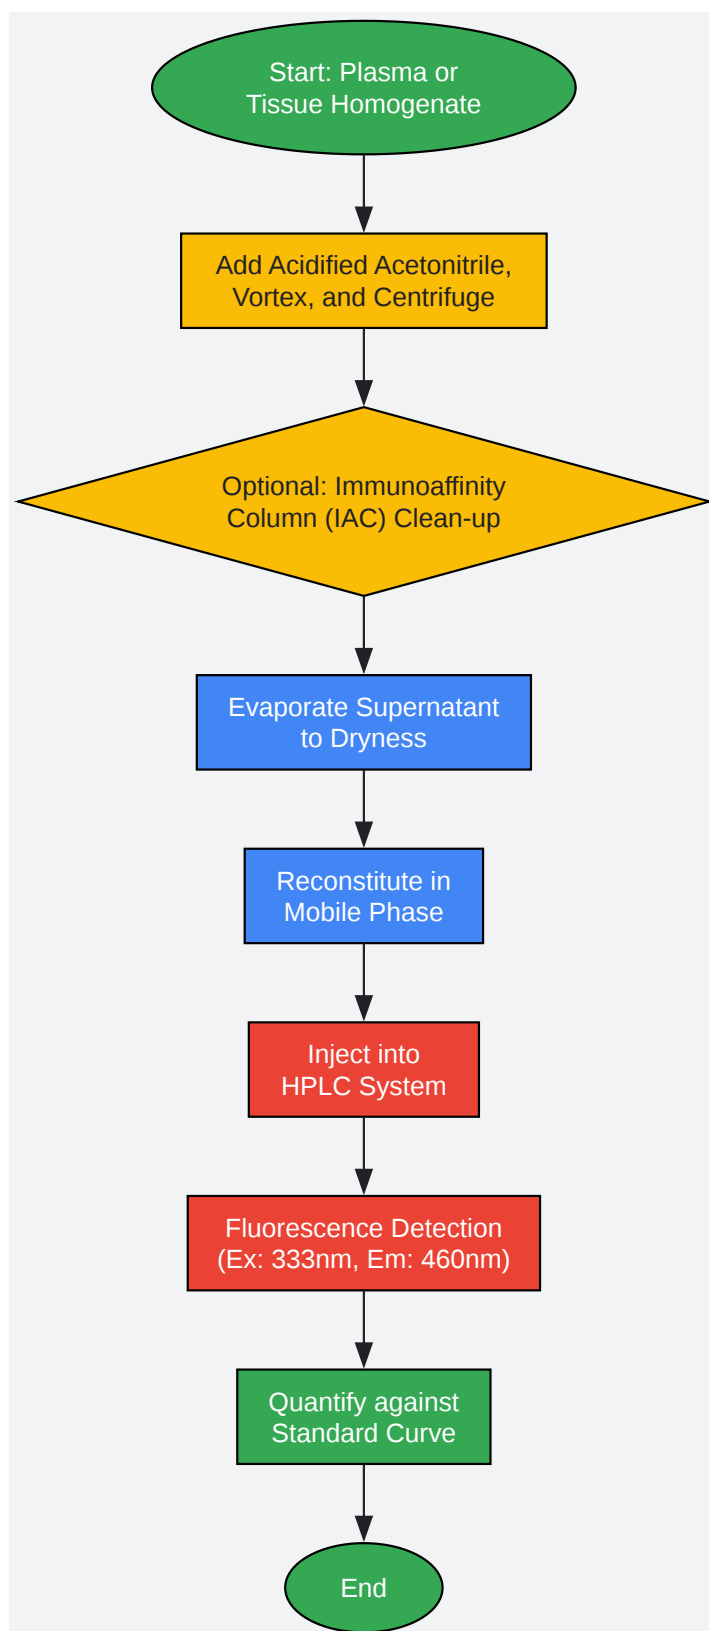 Start: Plasma or
Tissue Homogenate
Add Acidified Acetonitrile,
Vortex, and Centrifuge
Optional: Immunoaffinity
Column (IAC) Clean-up
Evaporate Supernatant
to Dryness
Reconstitute in
Mobile Phase
Inject into
HPLC System
Fluorescence Detection
(Ex: 333nm, Em: 460nm)
Quantify against
Standard Curve
End